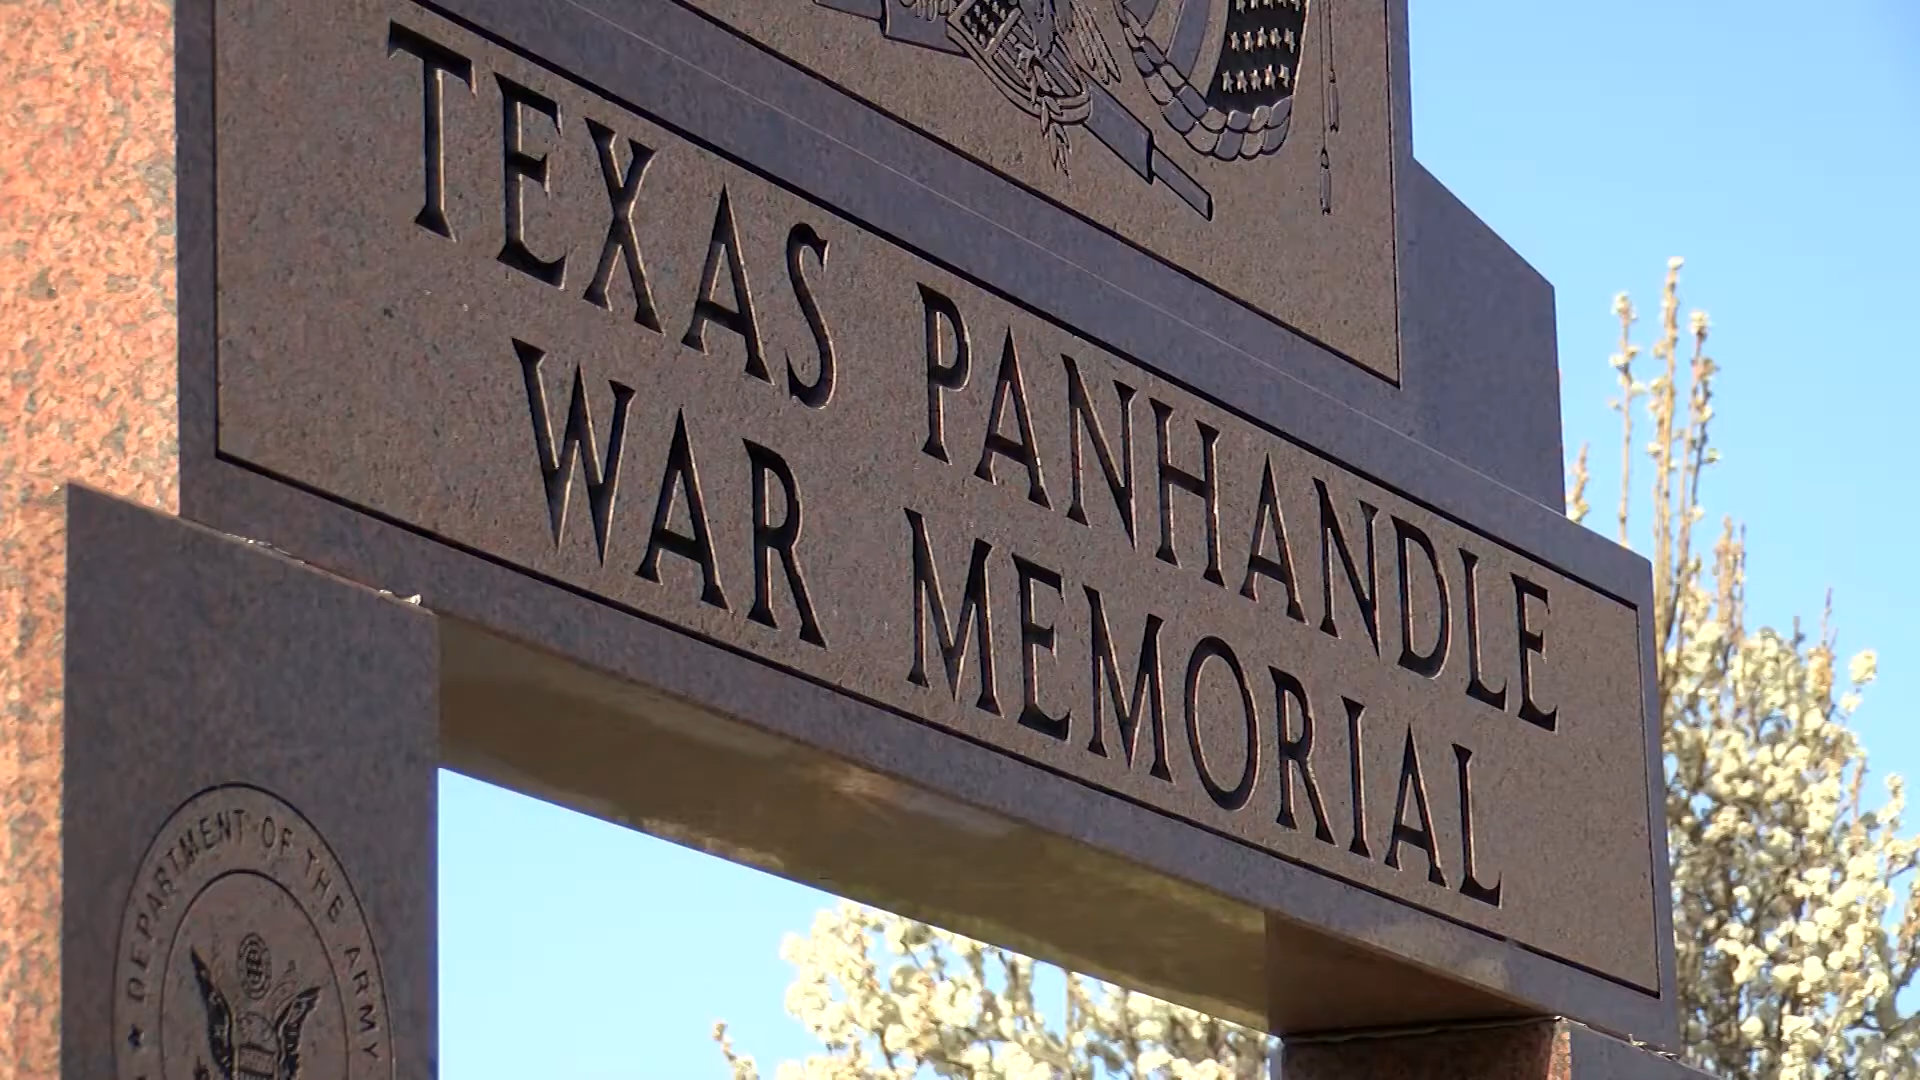 TEXAS PANHANDLE
WAR MEMORIAL
★ DEPARTMENT OF THE ARMY